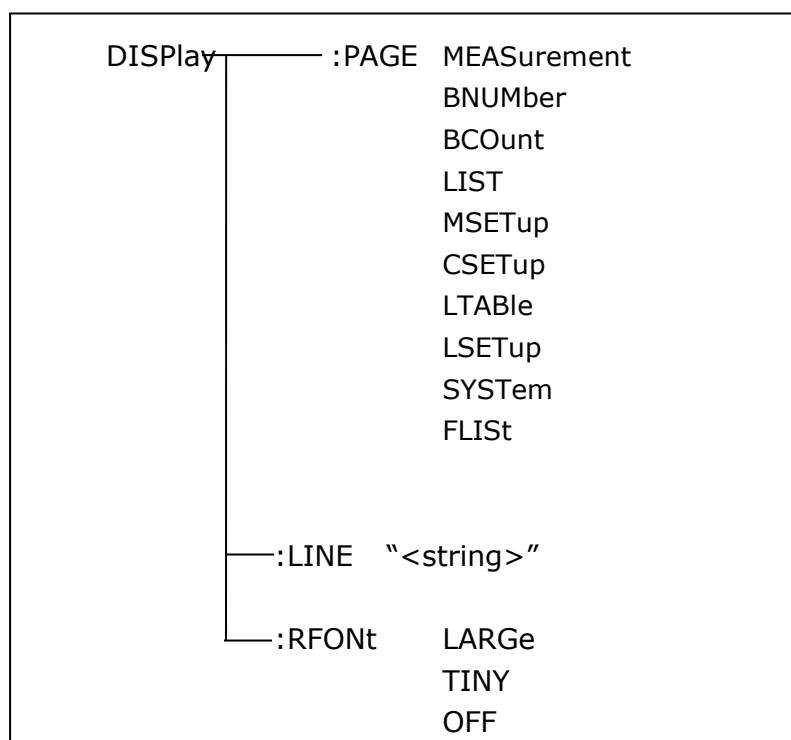 DISPlay :PAGE MEASurement
BNUMber
BCOunt
LIST
MSETup
CSETup
LTABle
LSETup
SYSTem
FLISt
:LINE “<string>”
:RFONt LARGe
TINY
OFF